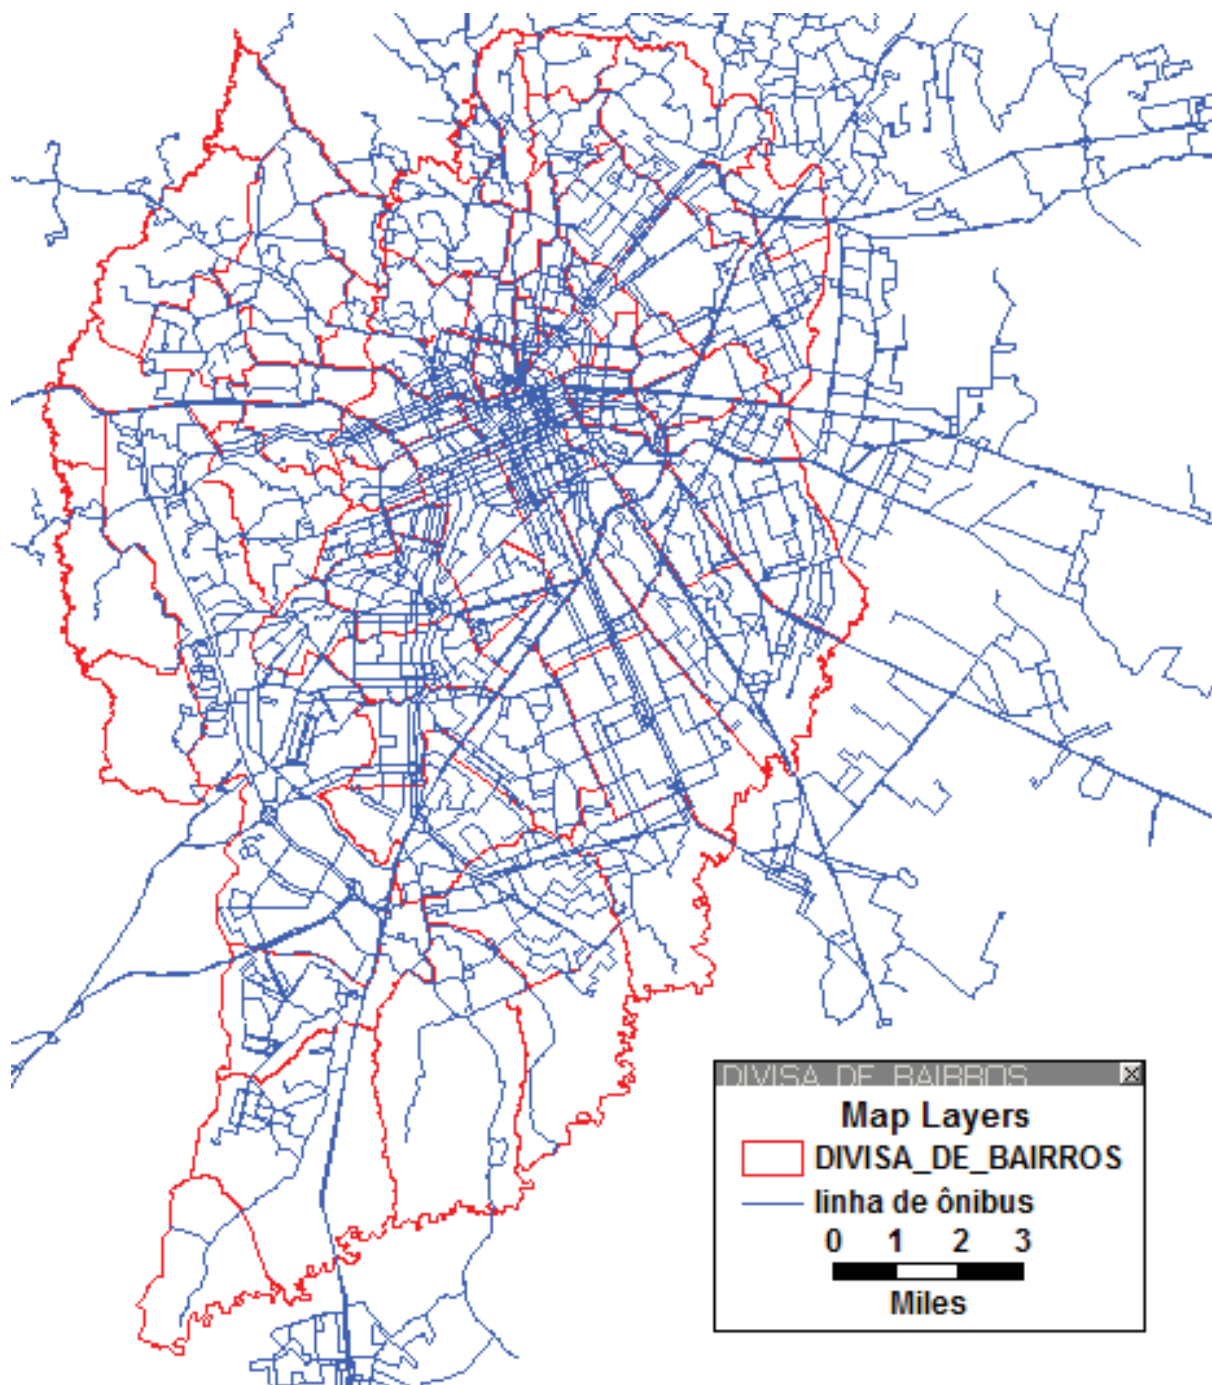 DIVISA_DE_BAIRROS
Map Layers
DIVISA_DE_BAIRROS
linha de ônibus
0 1 2 3
Miles